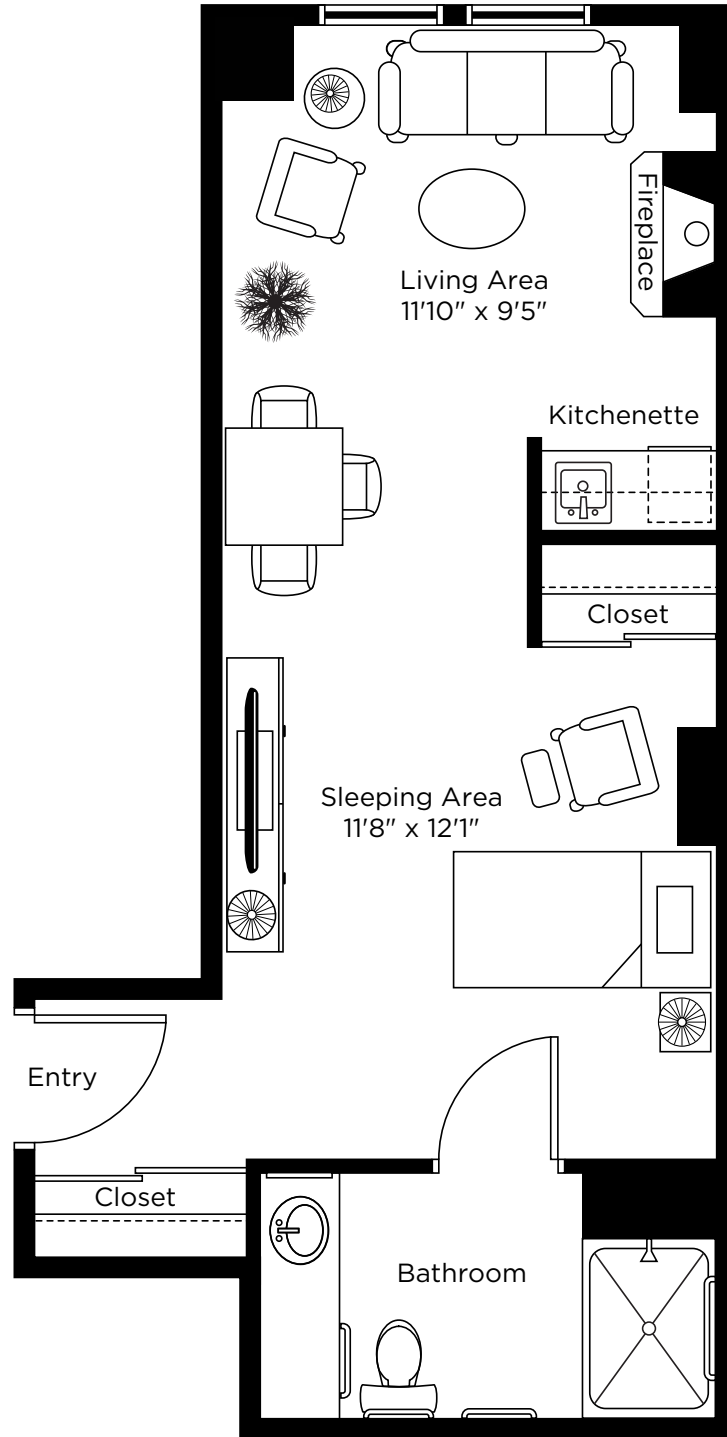 Fireplace
Living Area
11'10" x 9'5"
Kitchenette
Closet
Sleeping Area
11'8" x 12'1"
Entry
Closet
Bathroom